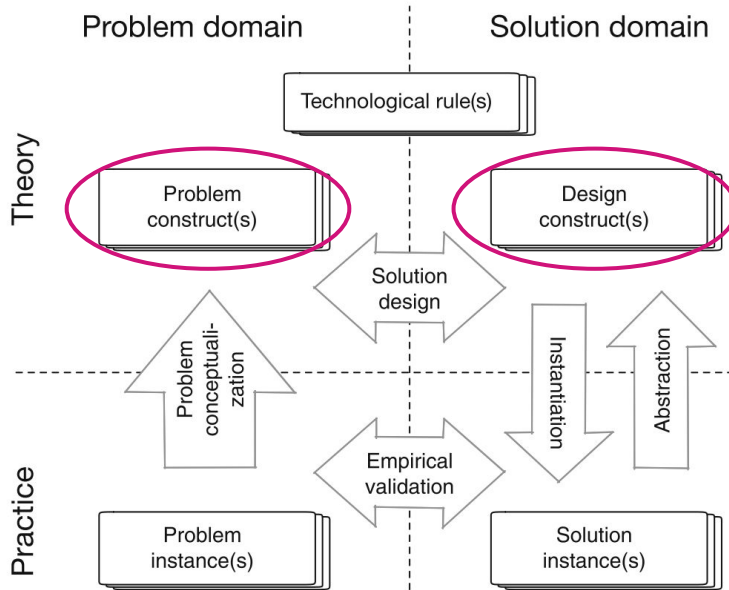 Problem domain
Solution domain
Technological rule(s)
Theory
Problem
construct(s)
Design
construct(s)
Solution
design
Problem
conceptuali-
zation
Instantiation
Abstraction
Practice
Empirical
validation
Problem
instance(s)
Solution
instance(s)